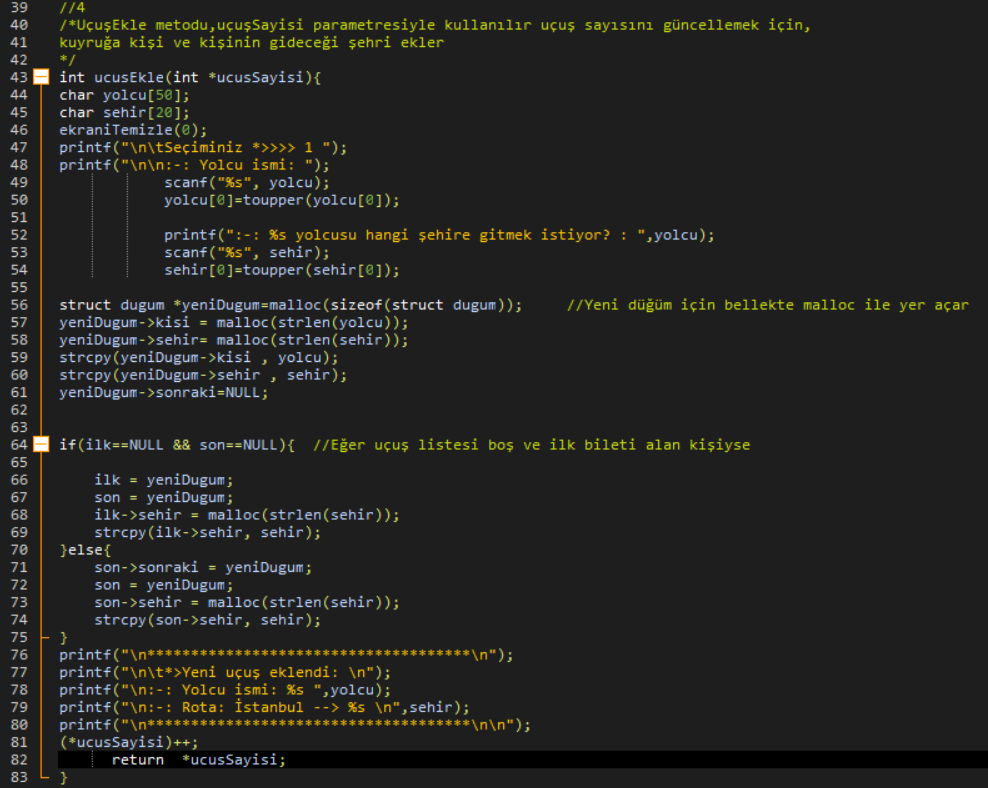 39 //4
40 /*UçuşEkle metodu,uçuşSayisi parametresiyle kullanılır uçuş sayısını güncellemek için,
41 kuyruğa kişi ve kişinin gideceği şehri ekler
42 */
43 int ucusEkle(int *ucusSayisi){
44 char yolcu[50];
45 char sehir[20];
46 ekraniTemizle(0);
47 printf("\n\tSeçiminiz *>>>> 1 ");
48 printf("\n\n:-: Yolcu ismi: ");
49 scanf("%s", yolcu);
50 yolcu[0]=toupper(yolcu[0]);
51
52 printf(":-: %s yolcusu hangi şehire gitmek istiyor? : ",yolcu);
53 scanf("%s", sehir);
54 sehir[0]=toupper(sehir[0]);
55
56 struct dugum *yeniDugum=malloc(sizeof(struct dugum)); //Yeni düğüm için bellekte malloc ile yer açar
57 yeniDugum->kisi = malloc(strlen(yolcu));
58 yeniDugum->sehir= malloc(strlen(sehir));
59 strcpy(yeniDugum->kisi , yolcu);
60 strcpy(yeniDugum->sehir , sehir);
61 yeniDugum->sonraki=NULL;
62
63
64 if(ilk==NULL && son==NULL){ //Eğer uçuş listesi boş ve ilk bileti alan kişiyse
65
66 ilk = yeniDugum;
67 son = yeniDugum;
68 ilk->sehir = malloc(strlen(sehir));
69 strcpy(ilk->sehir, sehir);
70 }else{
71 son->sonraki = yeniDugum;
72 son = yeniDugum;
73 son->sehir = malloc(strlen(sehir));
74 strcpy(son->sehir, sehir);
75 }
76 printf("\n*************************************\n");
77 printf("\n\t*>Yeni uçuş eklendi: \n");
78 printf("\n:-: Yolcu ismi: %s ",yolcu);
79 printf("\n:-: Rota: İstanbul --> %s \n",sehir);
80 printf("\n*************************************\n\n");
81 (*ucusSayisi)++;
82 return *ucusSayisi;
83 }